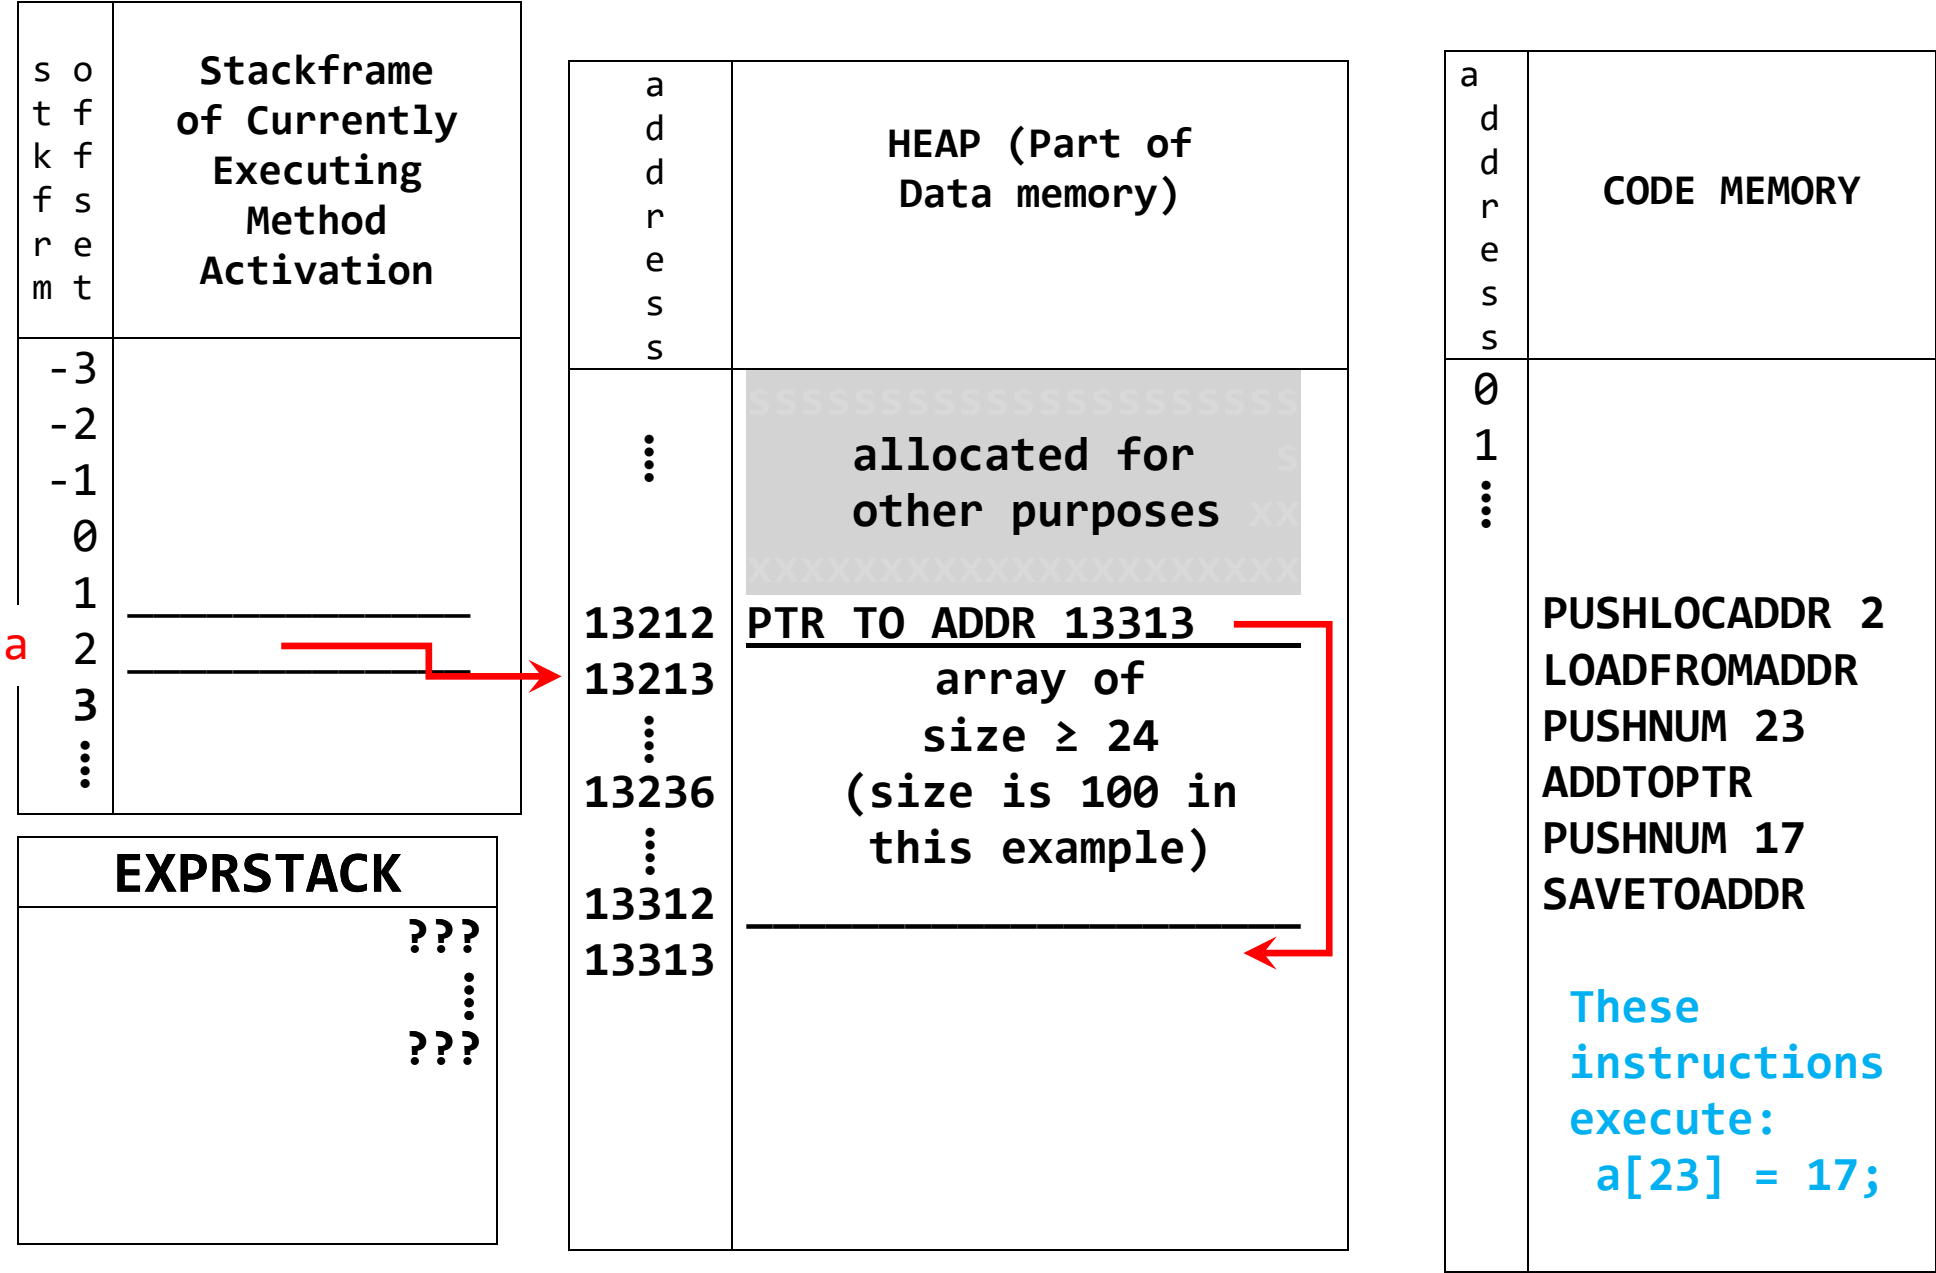 s o
t f
k f
f s
r e
m t
Stackframe
of Currently
Executing
Method
Activation
-3
-2
-1
0
1
a 2
3
EXPRSTACK
???
???
a
d
d
r
e
s
s
HEAP (Part of
Data memory)
sssssssssssssssssssss
allocated for s
other purposes xx
xxxxxxxxxxxxxxxxxxxxx
13212 PTR TO ADDR 13313
13213 array of
size ≥ 24
13236 (size is 100 in
this example)
13312
13313
a
d
d
r
e
s
s
CODE MEMORY
0
1
PUSHLOCADDR 2
LOADFROMADDR
PUSHNUM 23
ADDTOPTR
PUSHNUM 17
SAVETOADDR
These
instructions
execute:
a[23] = 17;